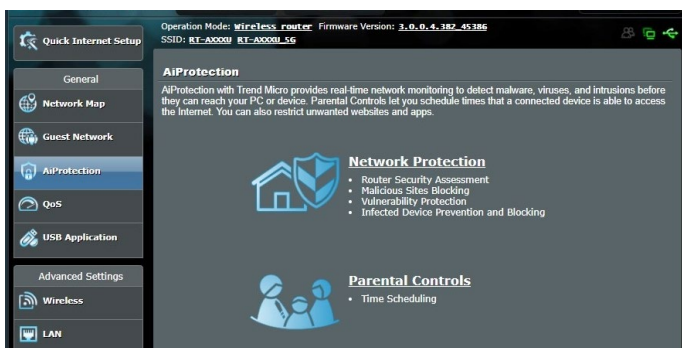 Quick Internet Setup
General
Network Map
Guest Network
AiProtection
QoS
USB Application
Advanced Settings
Wireless
LAN
Operation Mode: Wireless router Firmware Version: 3.0.0.4.382_45386
SSID: RT-AXXXU RT-AXXXU_5G
AiProtection
AiProtection with Trend Micro provides real-time network monitoring to detect malware, viruses, and intrusions before
they can reach your PC or device. Parental Controls let you schedule times that a connected device is able to access
the Internet. You can also restrict unwanted websites and apps.
Network Protection
• Router Security Assessment
• Malicious Sites Blocking
• Vulnerability Protection
• Infected Device Prevention and Blocking
Parental Controls
• Time Scheduling